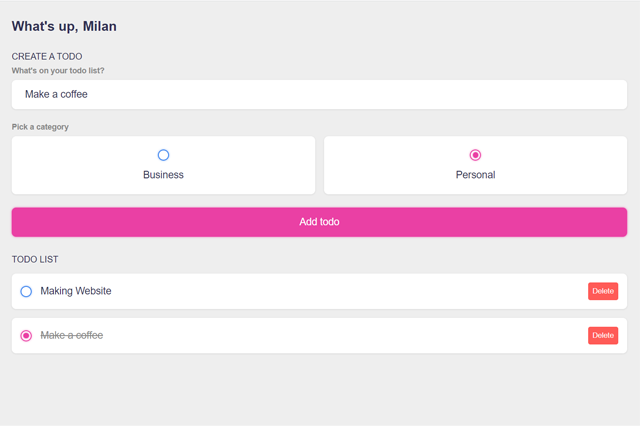 What's up, Milan
CREATE A TODO
What's on your todo list?
Make a coffee
Pick a category
Business
Personal
Add todo
TODO LIST
Making Website
Delete
Make a coffee
Delete